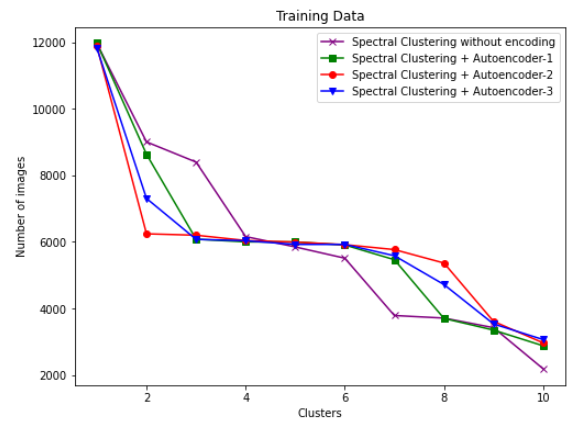 Training Data
12000
10000
8000
6000
4000
2000
Number of images
Spectral Clustering without encoding
Spectral Clustering + Autoencoder-1
Spectral Clustering + Autoencoder-2
Spectral Clustering + Autoencoder-3
2
4
6
8
10
Clusters